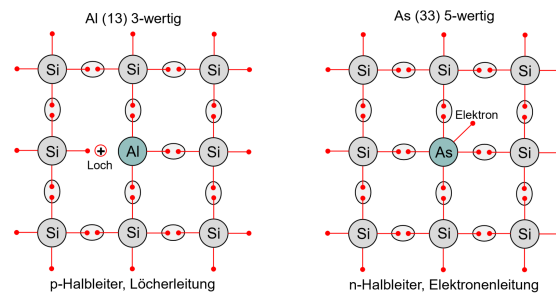 Al (13) 3-wertig
Si Si Si
Si Al Si
Loch
Si Si Si
p-Halbleiter, Löcherleitung
As (33) 5-wertig
Si Si Si
Elektron
Si As Si
Si Si Si
n-Halbleiter, Elektronenleitung